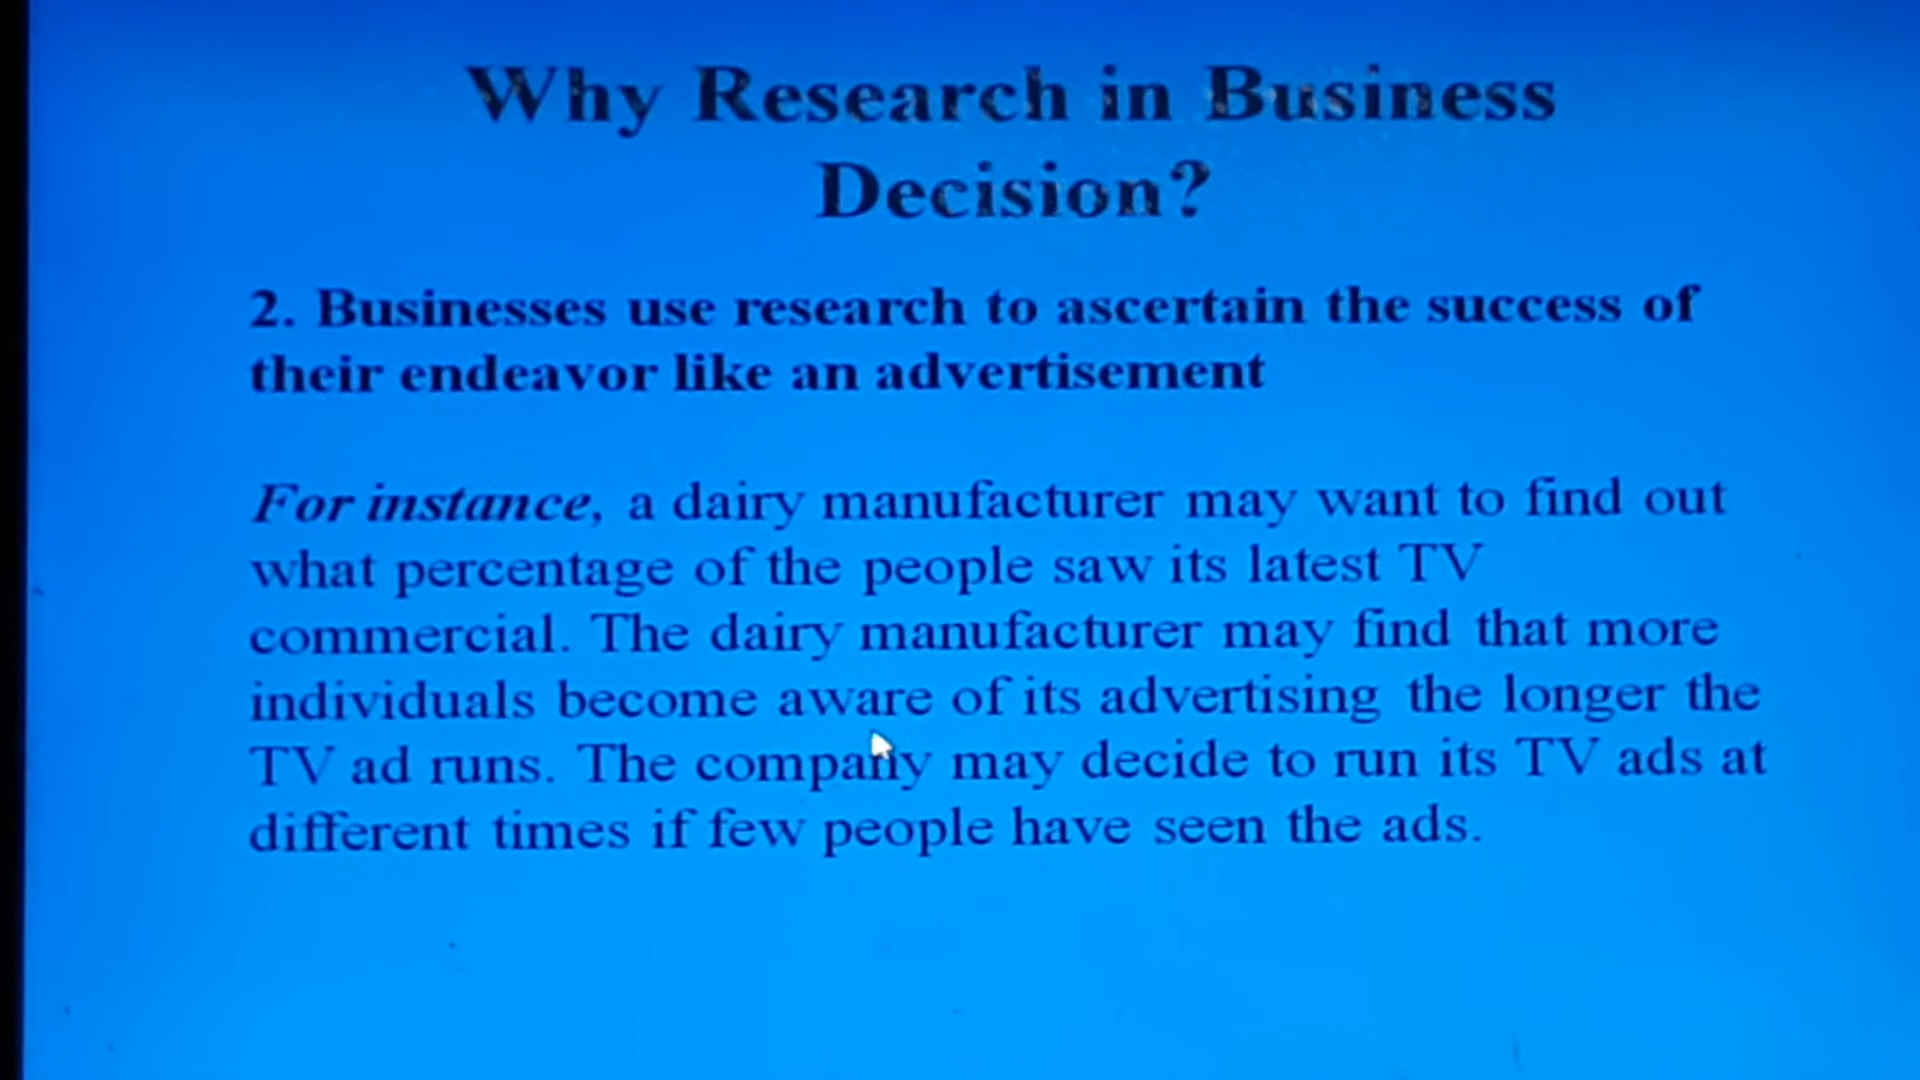 Why Research in Business
Decision?
2. Businesses use research to ascertain the success of
their endeavor like an advertisement
For instance, a dairy manufacturer may want to find out
what percentage of the people saw its latest TV
commercial. The dairy manufacturer may find that more
individuals become aware of its advertising the longer the
TV ad runs. The company may decide to run its TV ads at
different times if few people have seen the ads.